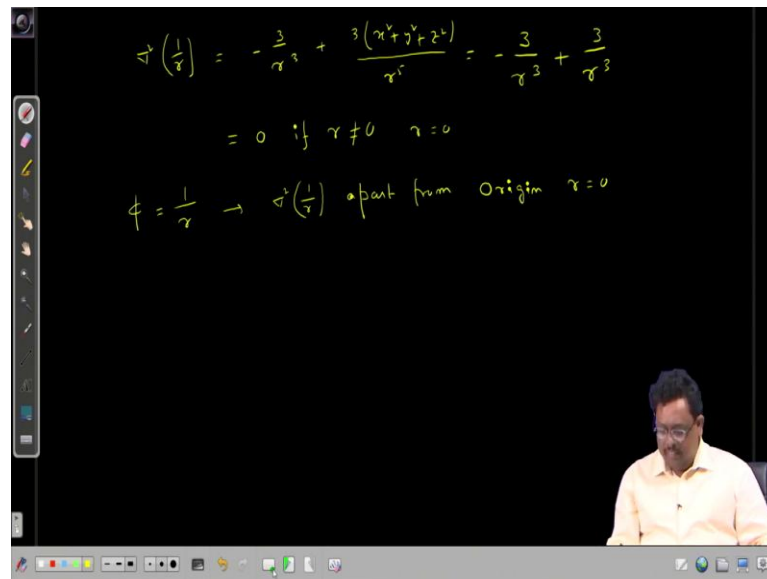 ∇²(1/r) = - 3/r³ + 3(x²+y²+z²)/r⁵ = - 3/r³ + 3/r³
= 0 if r ≠ 0 r = 0
φ = 1/r → ∇²(1/r) apart from Origin r = 0